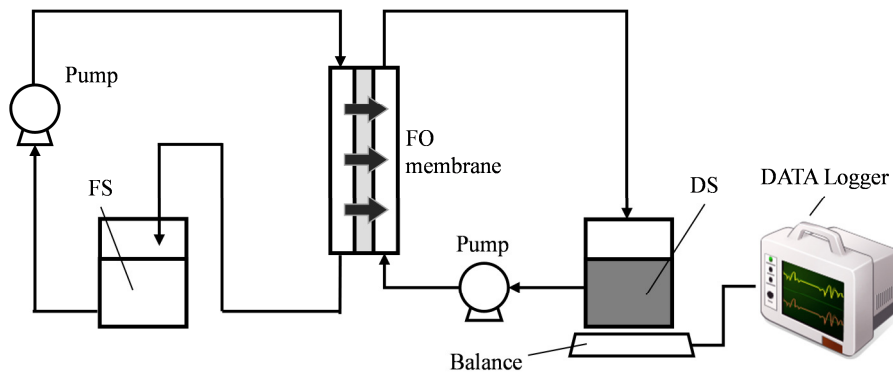 Pump
FO
membrane
FS
DS
DATA Logger
Pump
Balance